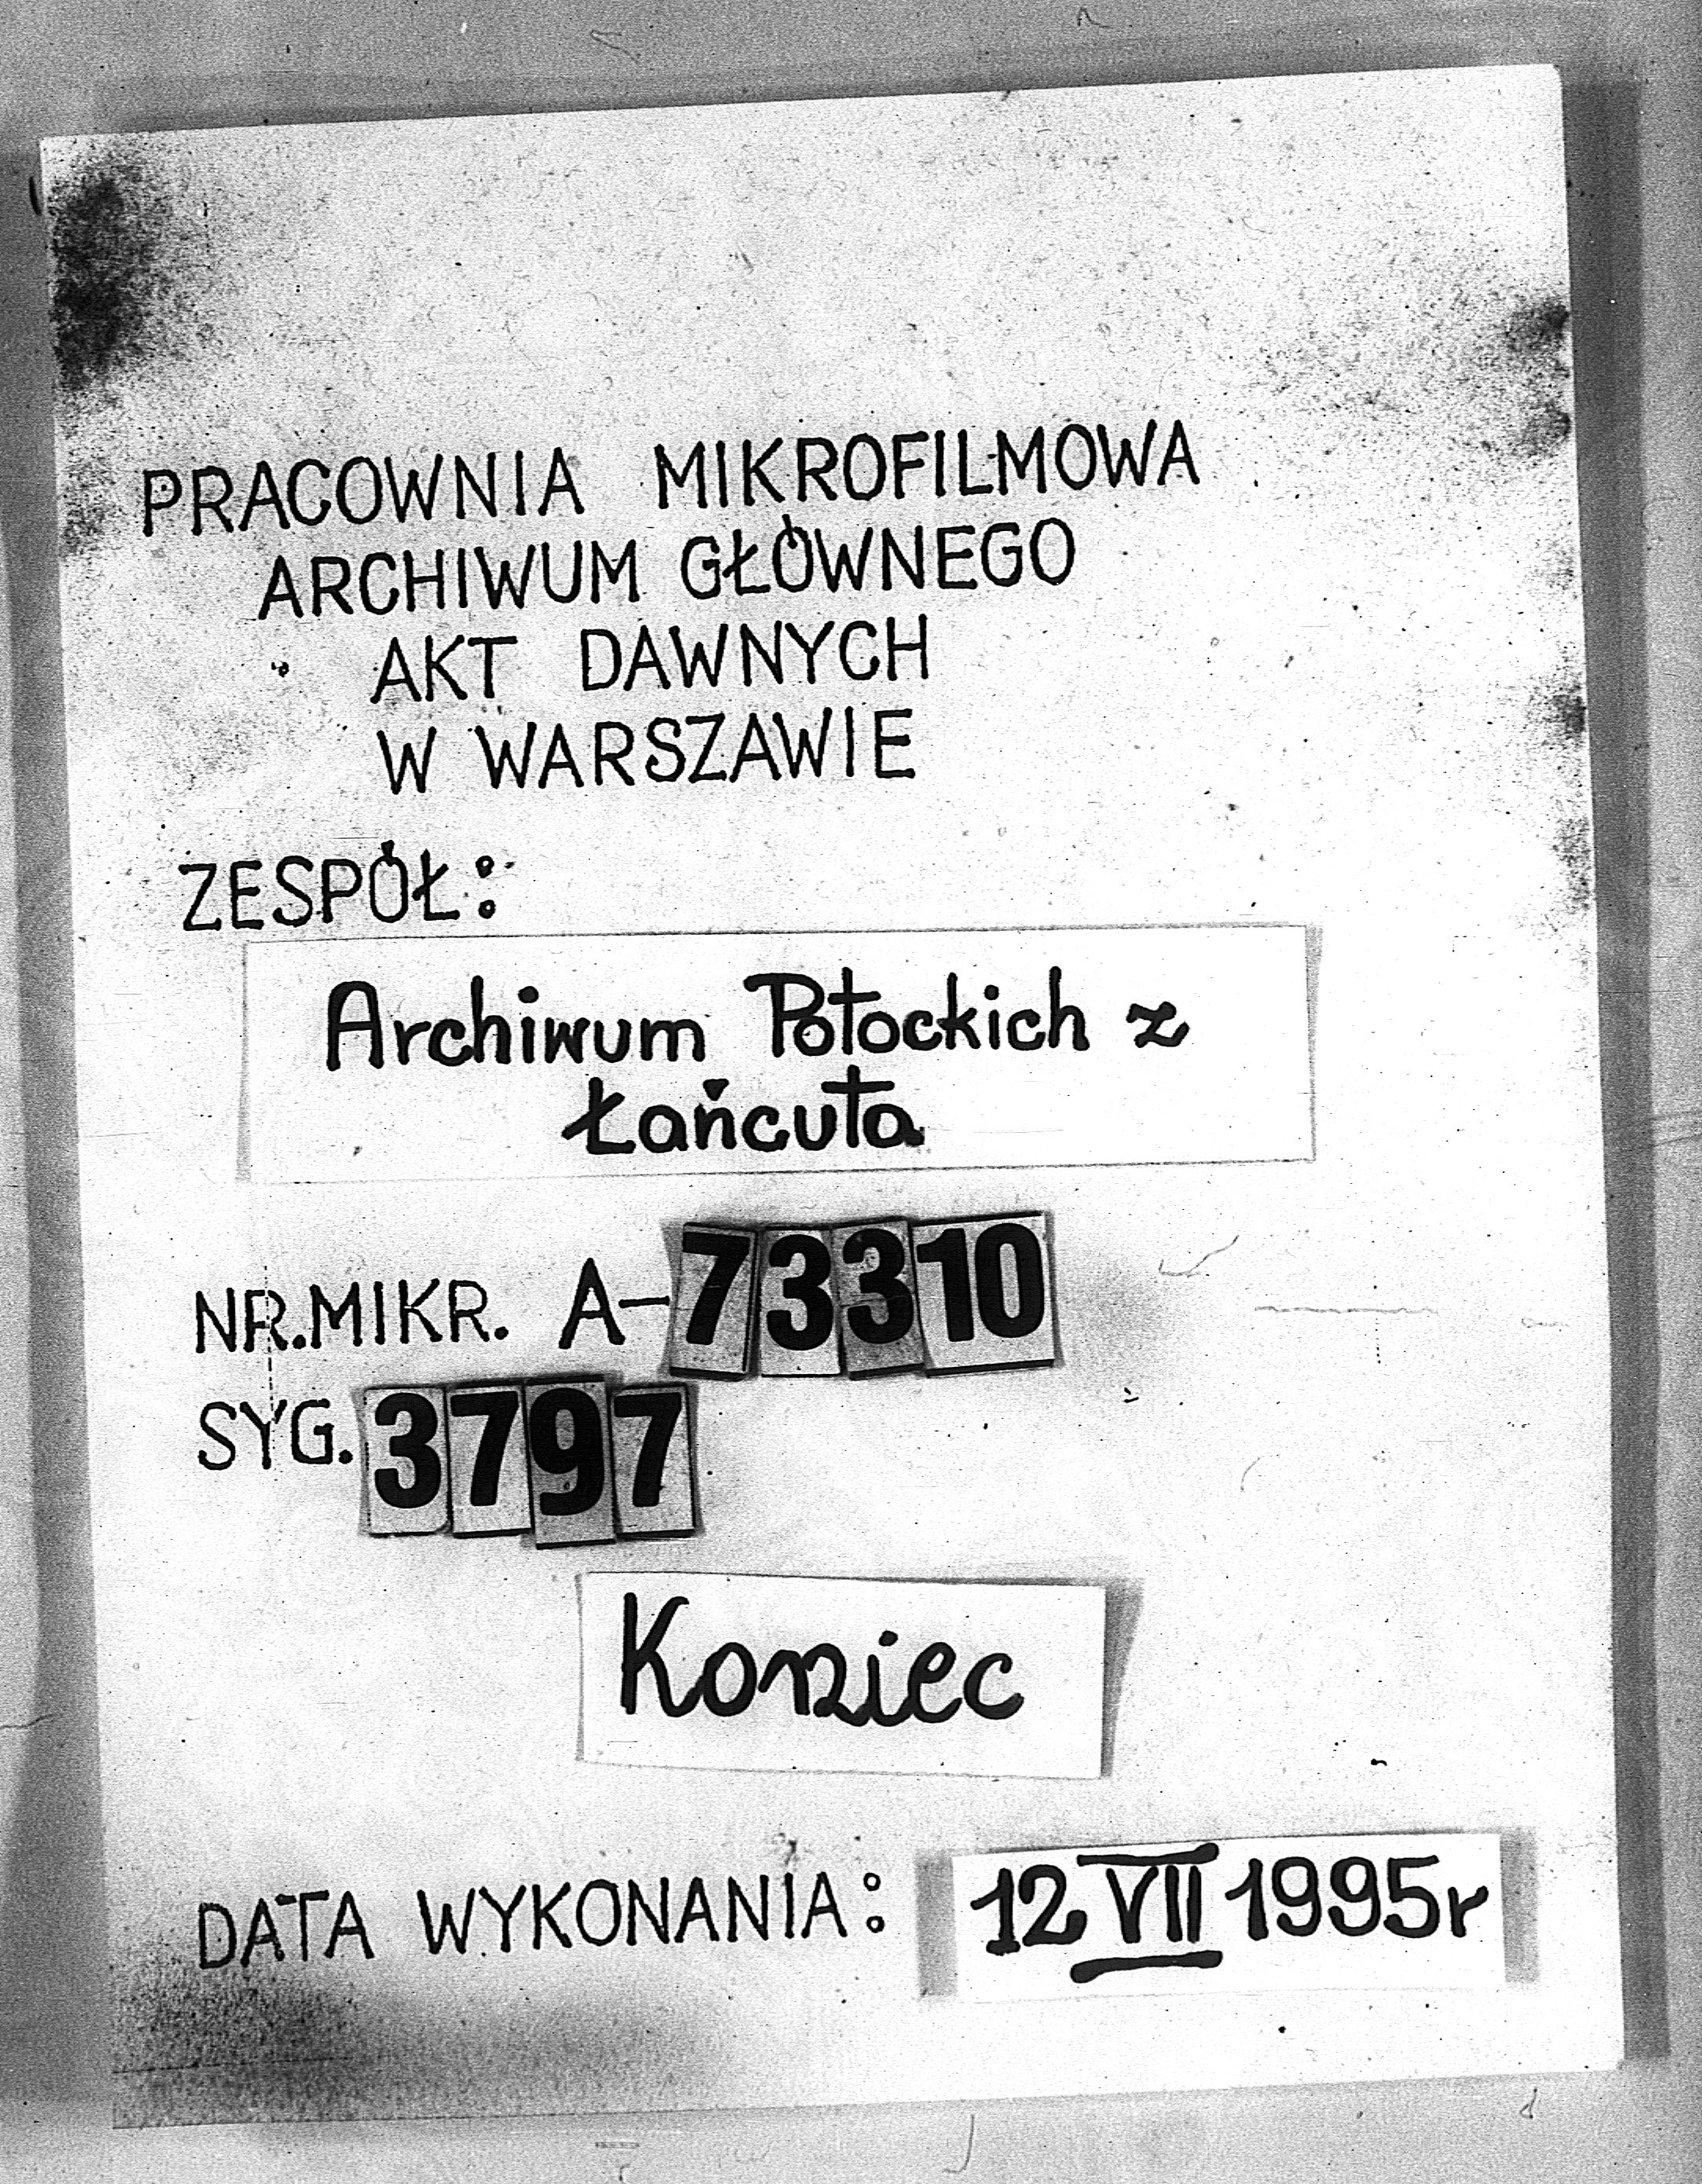 PRACOWNIA MIKROFILMOWA
ARCHIWUM GŁÓWNEGO
AKT DAWNYCH
W WARSZAWIE
ZESPÓŁ:
Archiwum Potockich z
Łańcuta
NR.MIKR. A-73310
SYG. 3797
Koniec
DATA WYKONANIA: 12 VII 1995r